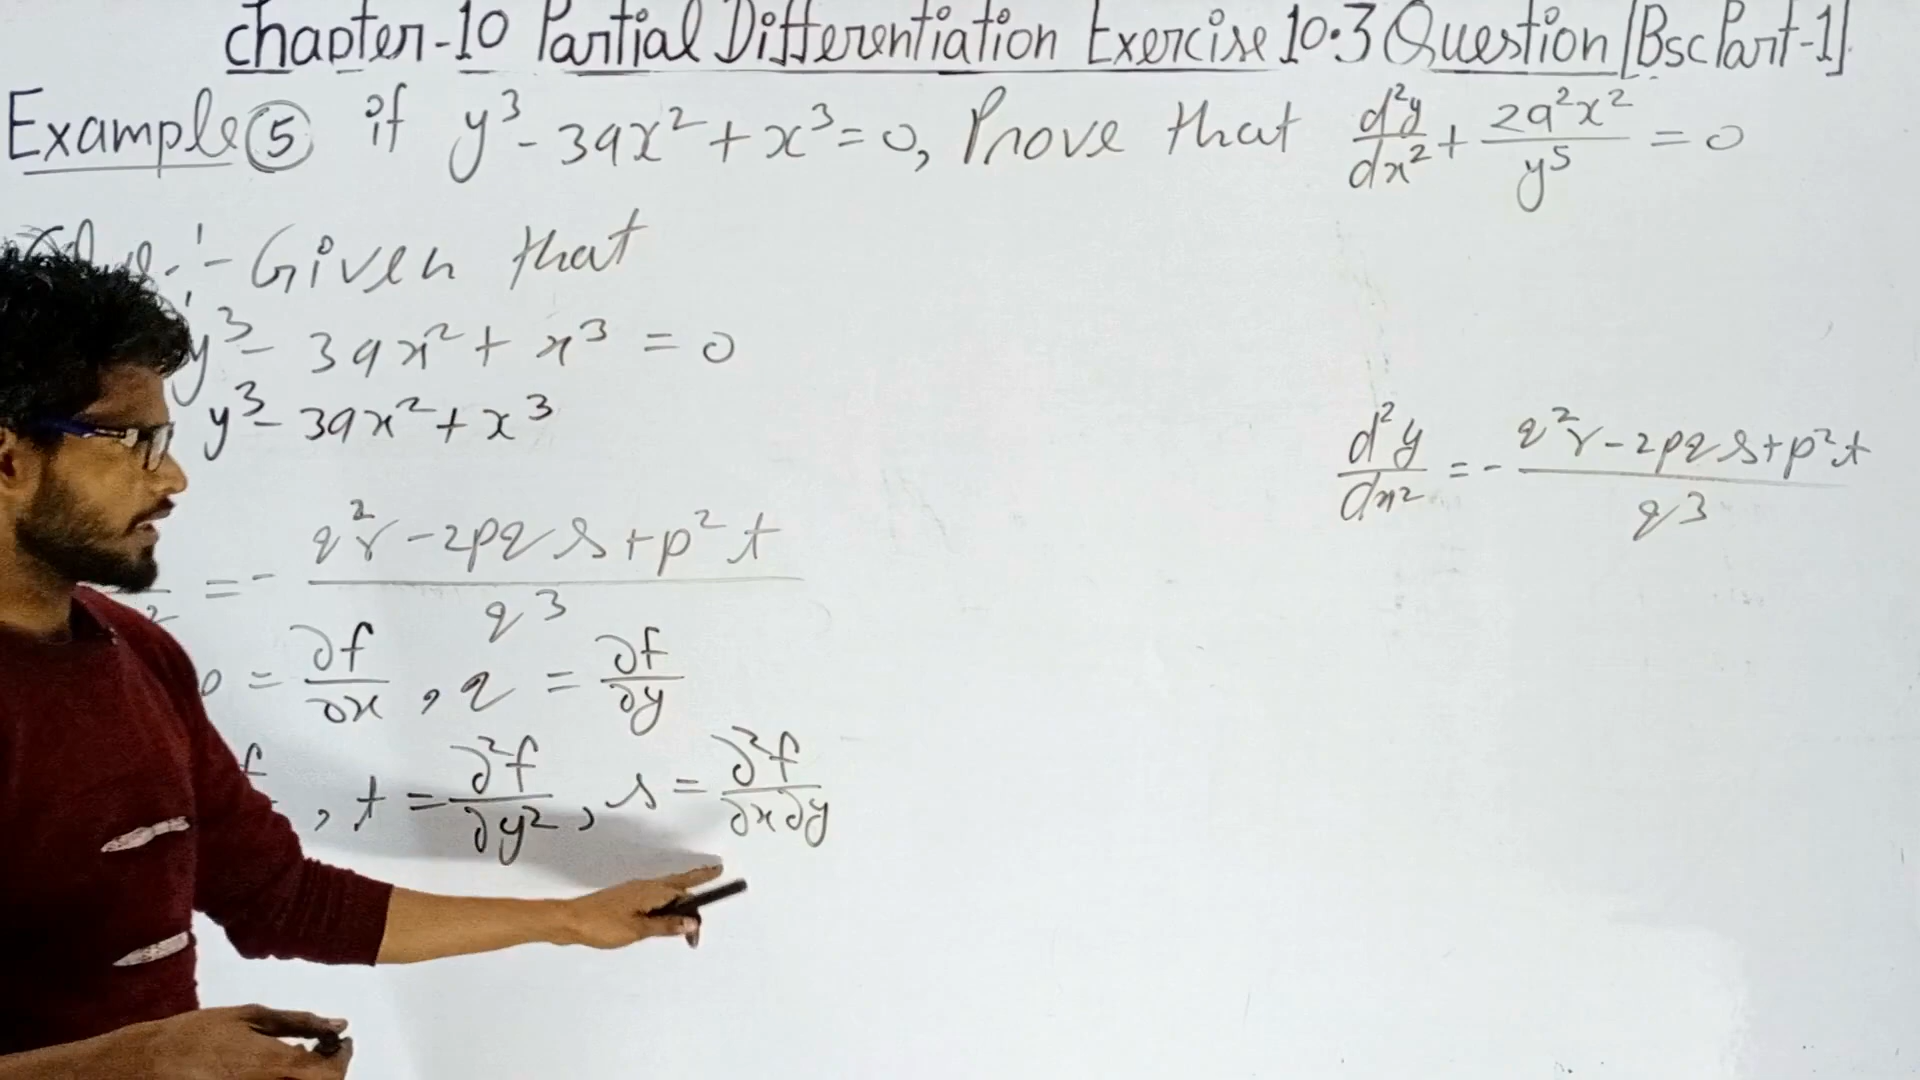 Chapter-10 Partial Differentiation Exercise 10.3 Question [Bsc Part-1]
Example 5 if y³ - 3ax² + x³ = 0, Prove that d²y/dx² + 2a²x²/y⁵ = 0
:- Given that
y³ - 3ax² + x³ = 0
y³ - 3ax² + x³
d²y/dx² = - q²r - 2pqs + p²t / q³
= - q²r - 2pqs + p²t / q³
p = ∂f/∂x , q = ∂f/∂y
, t = ∂²f/∂y² , s = ∂²f/∂x∂y